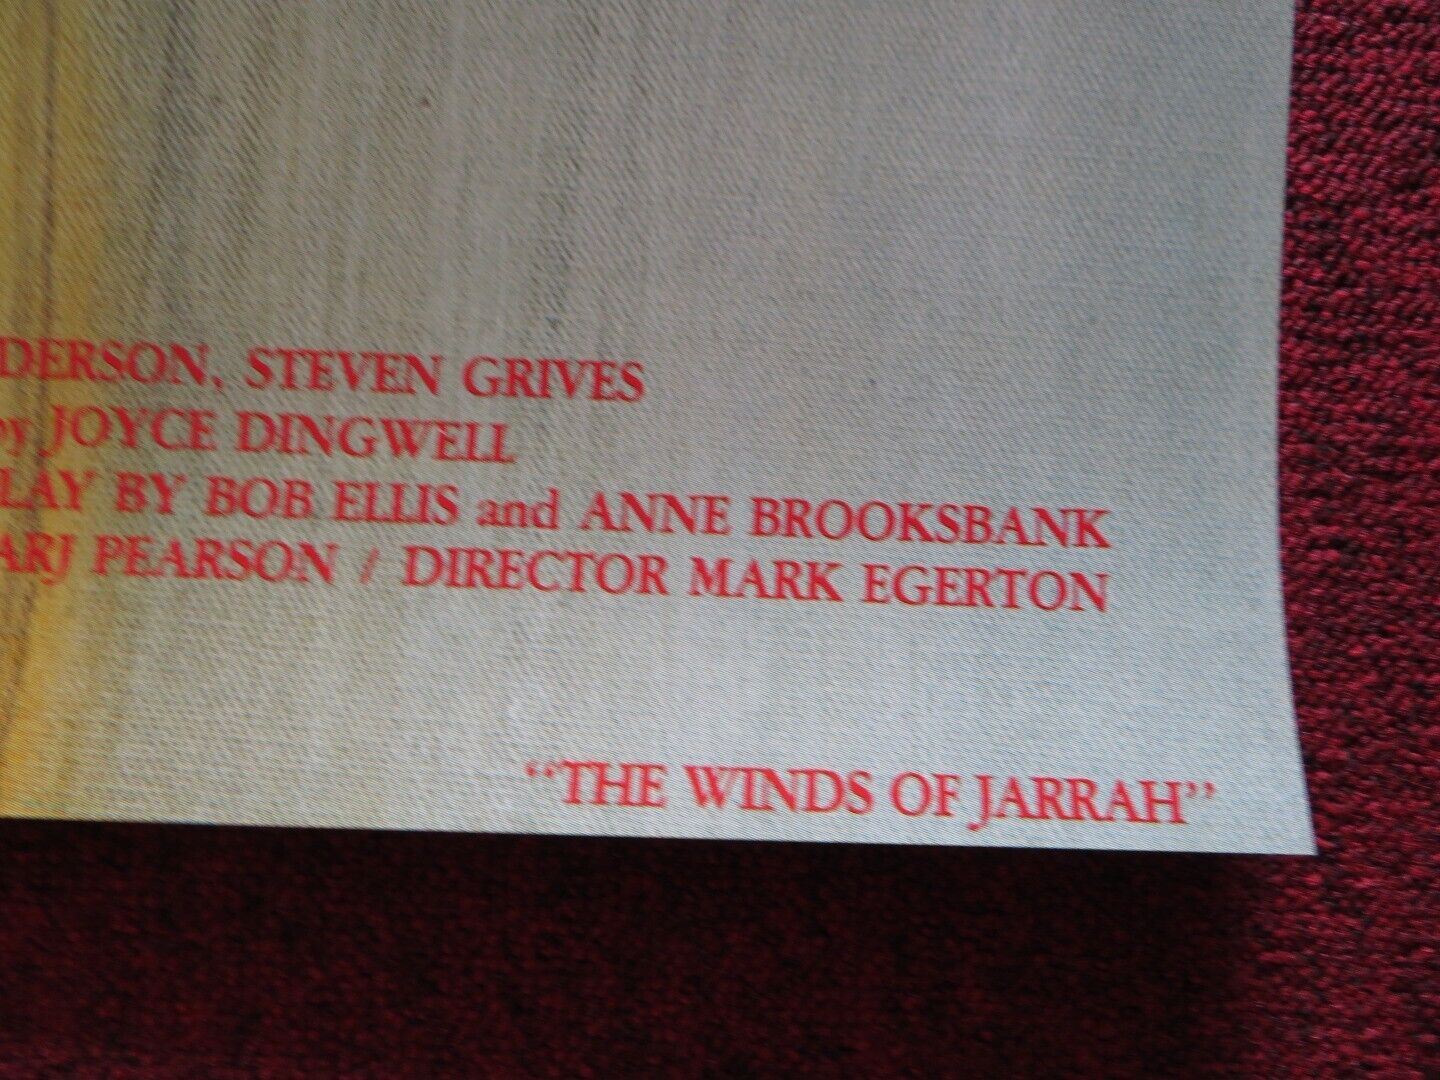 DERSON, STEVEN GRIVES
by JOYCE DINGWELL
LAY BY BOB ELLIS and ANNE BROOKSBANK
ARJ PEARSON / DIRECTOR MARK EGERTON
“THE WINDS OF JARRAH”